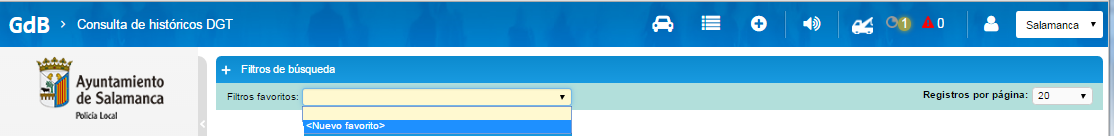 GdB > Consulta de históricos DGT 1 0 Salamanca
Ayuntamiento
de Salamanca
Policía Local
+ Filtros de búsqueda
Filtros favoritos: Registros por página: 20
<Nuevo favorito>